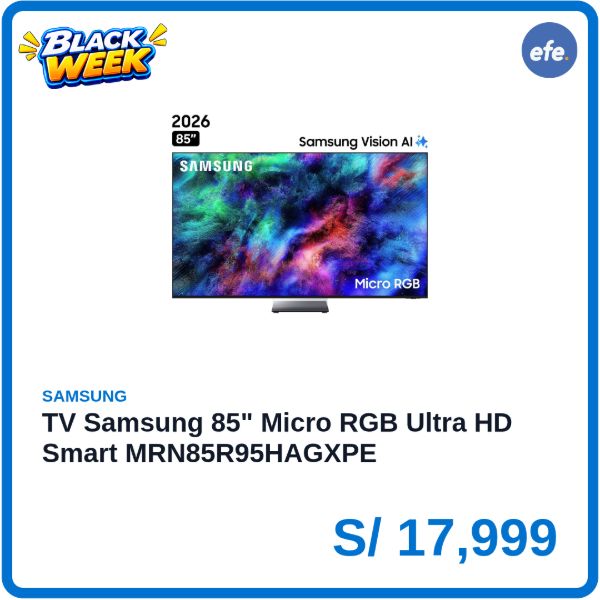 BLACK
WEEK
efe.
2026
85"
Samsung Vision AI
SAMSUNG
Micro RGB
SAMSUNG
TV Samsung 85" Micro RGB Ultra HD
Smart MRN85R95HAGXPE
S/ 17,999